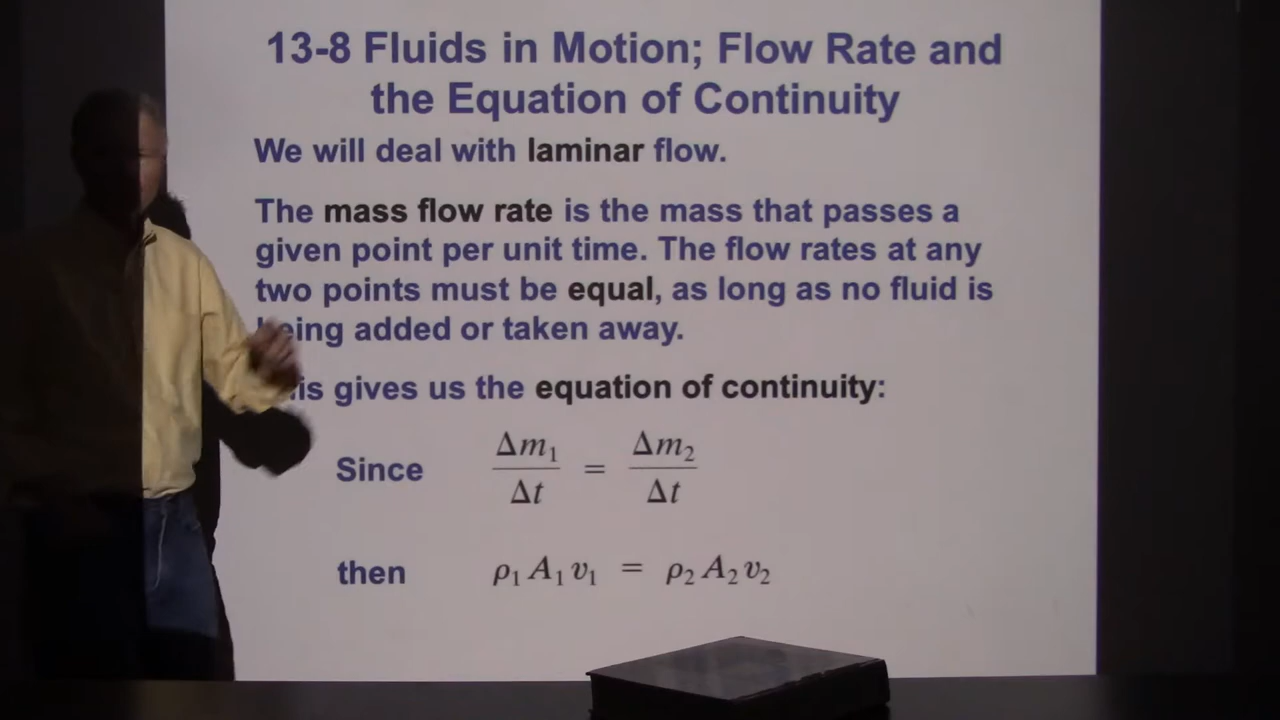 13-8 Fluids in Motion; Flow Rate and
the Equation of Continuity
We will deal with laminar flow.
The mass flow rate is the mass that passes a
given point per unit time. The flow rates at any
two points must be equal, as long as no fluid is
being added or taken away.
is gives us the equation of continuity:
Since Δm₁/Δt = Δm₂/Δt
then ρ₁A₁v₁ = ρ₂A₂v₂